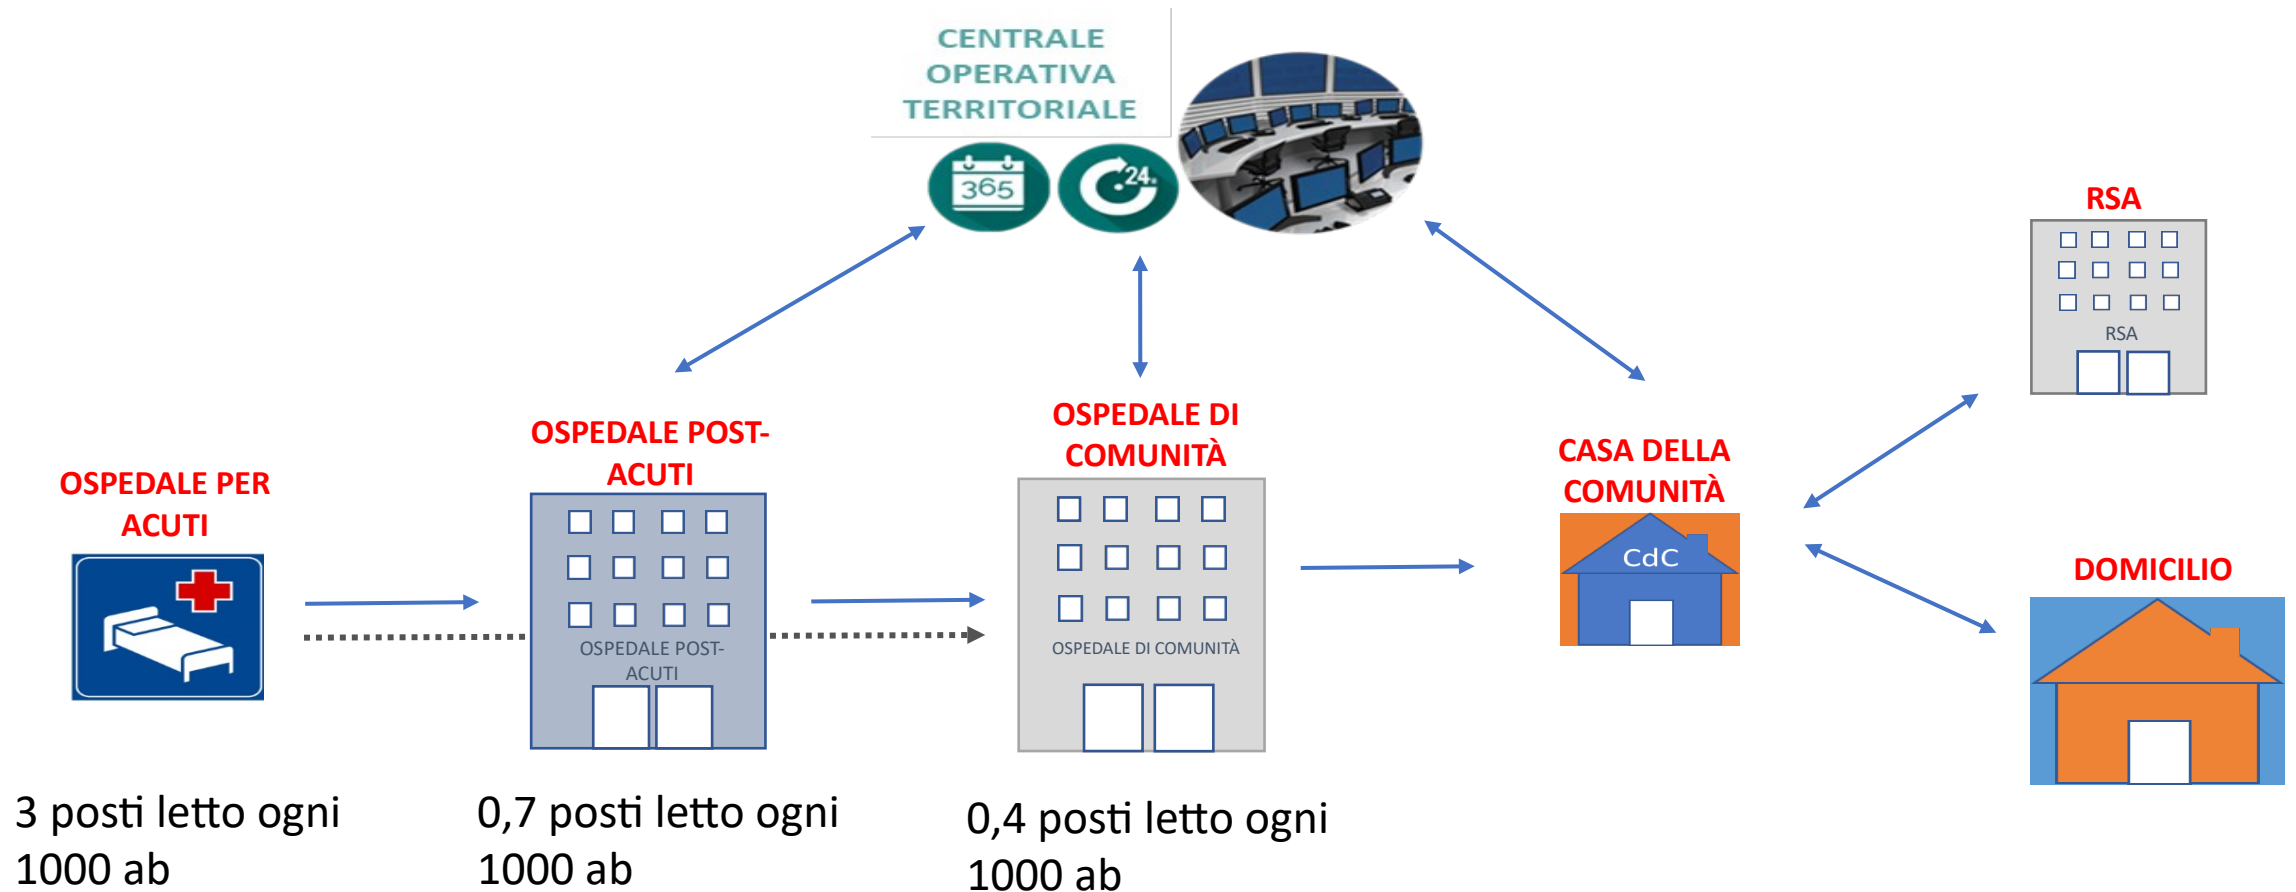 CENTRALE
OPERATIVA
TERRITORIALE
365
24h
RSA
RSA
OSPEDALE DI
COMUNITÀ
OSPEDALE POST-
ACUTI
CASA DELLA
COMUNITÀ
OSPEDALE PER
ACUTI
CdC
DOMICILIO
OSPEDALE POST-
ACUTI
OSPEDALE DI COMUNITÀ
3 posti letto ogni
1000 ab
0,7 posti letto ogni
1000 ab
0,4 posti letto ogni
1000 ab